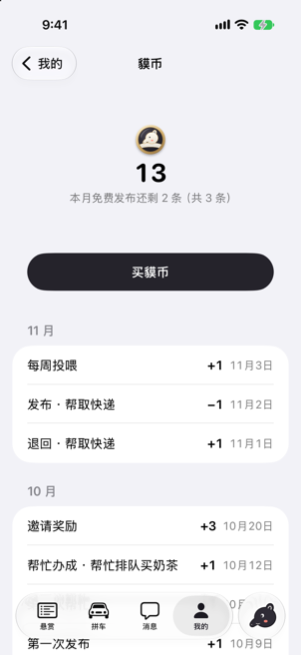 9:41
我的
貘币
13
本月免费发布还剩 2 条 (共 3 条)
买貘币
11 月
每周投喂 +1 11月3日
发布 · 帮取快递 −1 11月2日
退回 · 帮取快递 +1 11月1日
10 月
邀请奖励 +3 10月20日
帮忙办成 · 帮忙排队买奶茶 +1 10月12日
悬赏 拼车 消息 我的
第一次发布 +1 10月9日